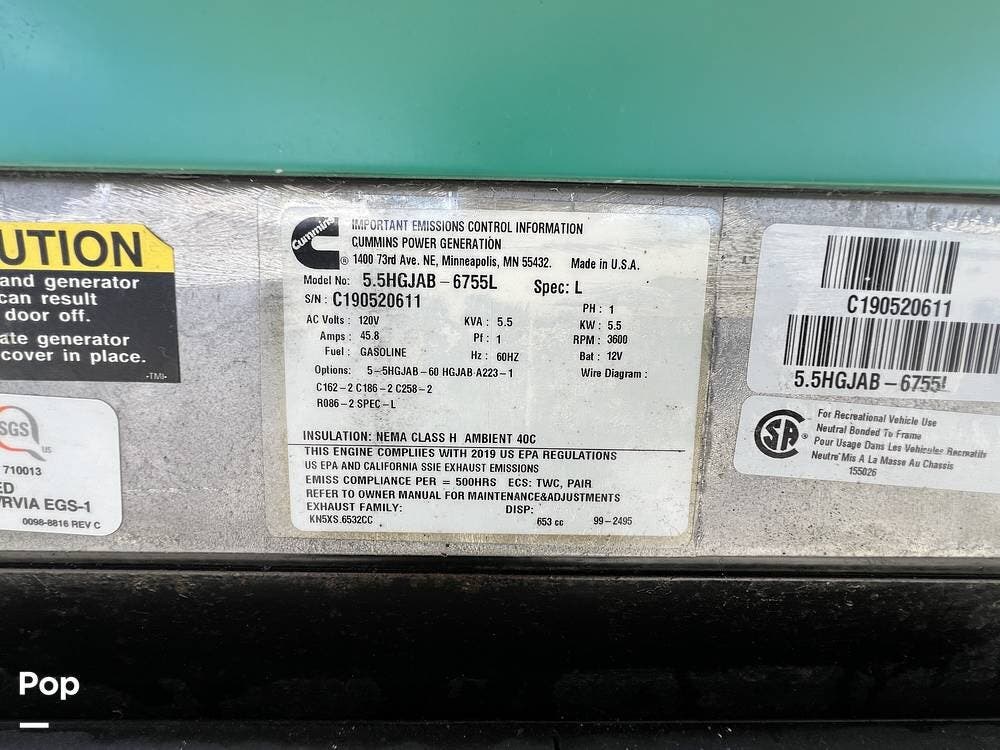 UTION
and generator
can result
door off.
ate generator
cover in place.
-TMI-
SGS
US
710013
ED
/RVIA EGS-1
0098-8816 REV C
Cummins
IMPORTANT EMISSIONS CONTROL INFORMATION
CUMMINS POWER GENERATION
® 1400 73rd Ave. NE, Minneapolis, MN 55432. Made in U.S.A.
Model No: 5.5HGJAB-6755L Spec: L
S/N: C190520611 PH: 1
AC Volts: 120V KVA: 5.5 KW: 5.5
Amps: 45.8 Pf: 1 RPM: 3600
Fuel: GASOLINE Hz: 60HZ Bat: 12V
Options: 5-5HGJAB-60 HGJAB A223-1 Wire Diagram:
C162-2 C186-2 C258-2
R086-2 SPEC-L
INSULATION: NEMA CLASS H AMBIENT 40C
THIS ENGINE COMPLIES WITH 2019 US EPA REGULATIONS
US EPA AND CALIFORNIA SSIE EXHAUST EMISSIONS
EMISS COMPLIANCE PER = 500HRS ECS: TWC, PAIR
REFER TO OWNER MANUAL FOR MAINTENANCE&ADJUSTMENTS
EXHAUST FAMILY: DISP:
KN5XS.6532CC 653 cc 99-2495
C190520611
5.5HGJAB-6755L
SA ®
For Recreational Vehicle Use
Neutral Bonded To Frame
Pour Usage Dans Les Vehicules Recreatifs
Neutre Mis A La Masse Au Chassis
155026
Pop